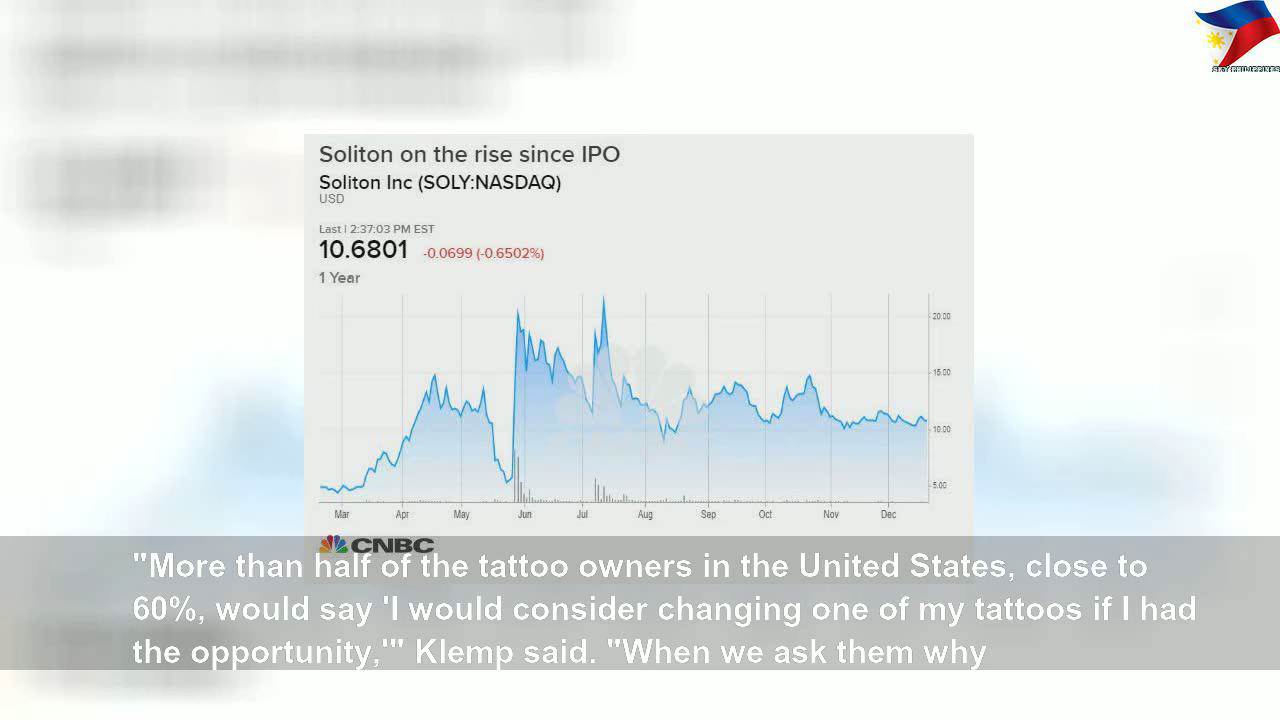 SKY PHILIPPINES
Soliton on the rise since IPO
Soliton Inc (SOLY:NASDAQ)
USD
Last | 2:37:03 PM EST
10.6801 -0.0699 (-0.6502%)
1 Year
20.00
15.00
10.00
5.00
Mar Apr May Jun Jul Aug Sep Oct Nov Dec
CNBC
"More than half of the tattoo owners in the United States, close to
60%, would say 'I would consider changing one of my tattoos if I had
the opportunity,'" Klemp said. "When we ask them why